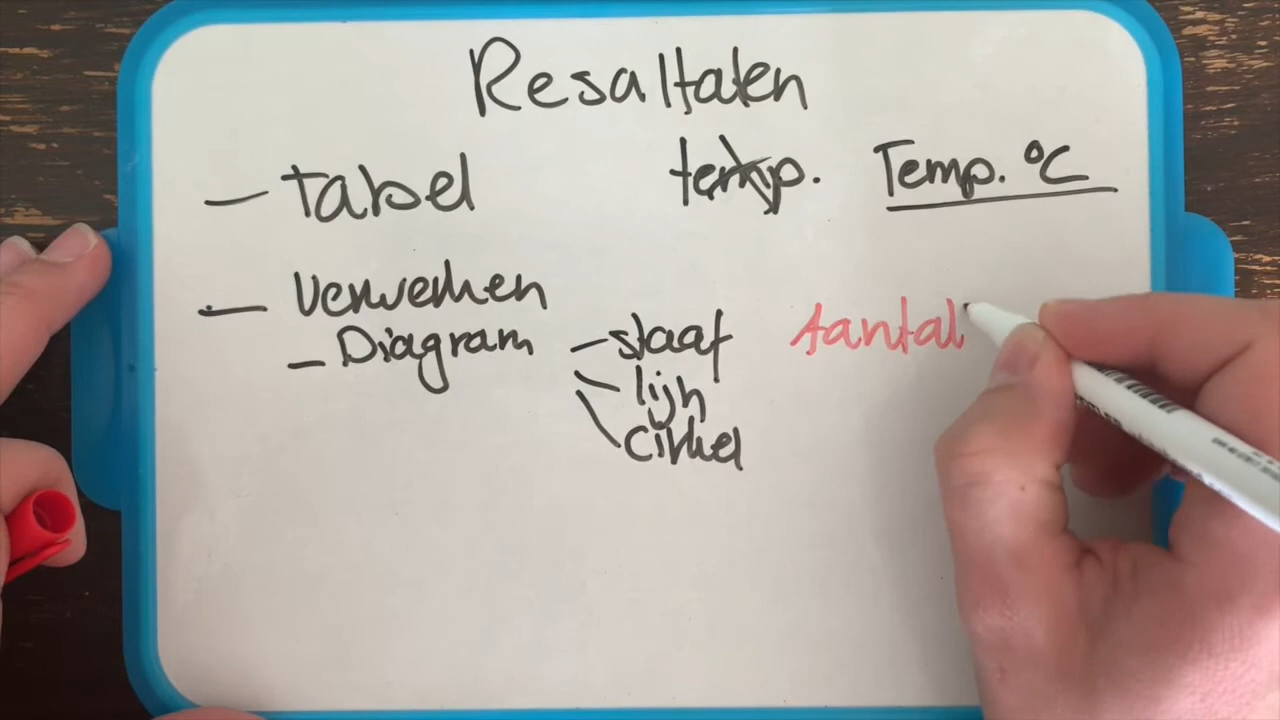 Resultaten
- Tabel temp. Temp. °C
- Verwerken
- Diagram - staaf Aantal
- lijn
- Cirkel